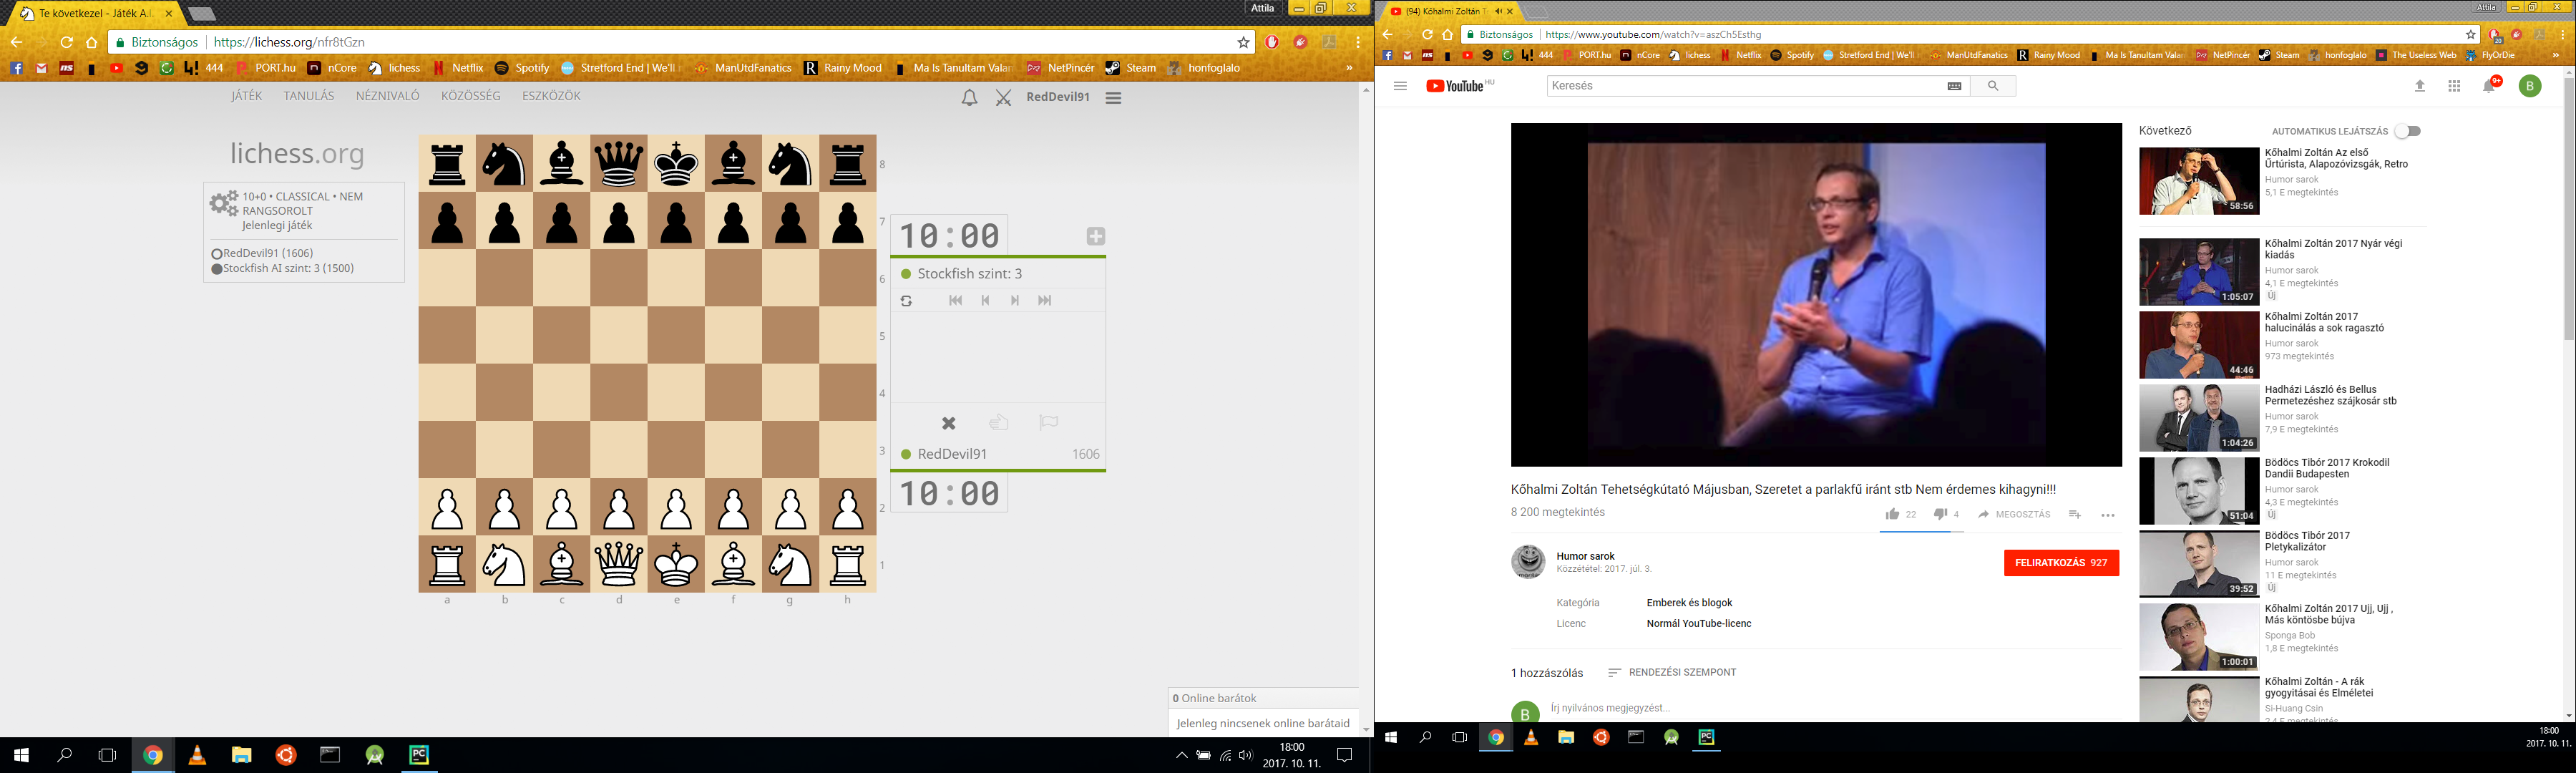 Te következel - Játék A.I.
Attila
Biztonságos
https://lichess.org/nfr8tGzn
444
PORT.hu
nCore
lichess
Netflix
Spotify
Stretford End | We'll
ManUtdFanatics
Rainy Mood
Ma Is Tanultam Valam
NetPincér
Steam
honfoglalo
»
JÁTÉK
TANULÁS
NÉZNIVALÓ
KÖZÖSSÉG
ESZKÖZÖK
RedDevil91
lichess.org
10+0 • CLASSICAL • NEM
RANGSOROLT
Jelenlegi játék
RedDevil91 (1606)
Stockfish AI szint: 3 (1500)
8
7
6
5
4
3
2
1
a b c d e f g h
10:00
Stockfish szint: 3
RedDevil91 1606
10:00
0 Online barátok
Jelenleg nincsenek online barátaid
18:00
2017. 10. 11.
(94) Kőhalmi Zoltán T
Attila
Biztonságos
https://www.youtube.com/watch?v=aszCh5Esthg
444
PORT.hu
nCore
lichess
Netflix
Spotify
Stretford End | We'll
ManUtdFanatics
Rainy Mood
Ma Is Tanultam Valam
NetPincér
Steam
honfoglalo
The Useless Web
FlyOrDie
»
YouTube HU
Keresés
9+
B
Kőhalmi Zoltán Tehetségkútató Májusban, Szeretet a parlakfű iránt stb Nem érdemes kihagyni!!!
8 200 megtekintés
22
4
MEGOSZTÁS
Humor sarok
Közzététel: 2017. júl. 3.
FELIRATKOZÁS 927
Kategória
Emberek és blogok
Licenc
Normál YouTube-licenc
1 hozzászólás
RENDEZÉSI SZEMPONT
B
Írj nyilvános megjegyzést...
Következő
AUTOMATIKUS LEJÁTSZÁS
58:56
Kőhalmi Zoltán Az első
Űrtúrista, Alapozóvizsgák, Retro
Humor sarok
5,1 E megtekintés
1:05:07
Kőhalmi Zoltán 2017 Nyár végi
kiadás
Humor sarok
4,1 E megtekintés
Új
44:46
Kőhalmi Zoltán 2017
halucinálás a sok ragasztó
Humor sarok
973 megtekintés
1:04:26
Hadházi László és Bellus
Permetezéshez szájkosár stb
Humor sarok
7,9 E megtekintés
51:04
Bödöcs Tibór 2017 Krokodil
Dandii Budapesten
Humor sarok
4,3 E megtekintés
Új
39:52
Bödöcs Tibór 2017
Pletykalizátor
Humor sarok
11 E megtekintés
Új
1:00:01
Kőhalmi Zoltán 2017 Ujj, Ujj ,
Más köntösbe bújva
Sponga Bob
1,8 E megtekintés
Kőhalmi Zoltán - A rák
gyogyitásai és Elméletei
Si-Huang Csin
2,4 E megtekintés
18:00
2017. 10. 11.